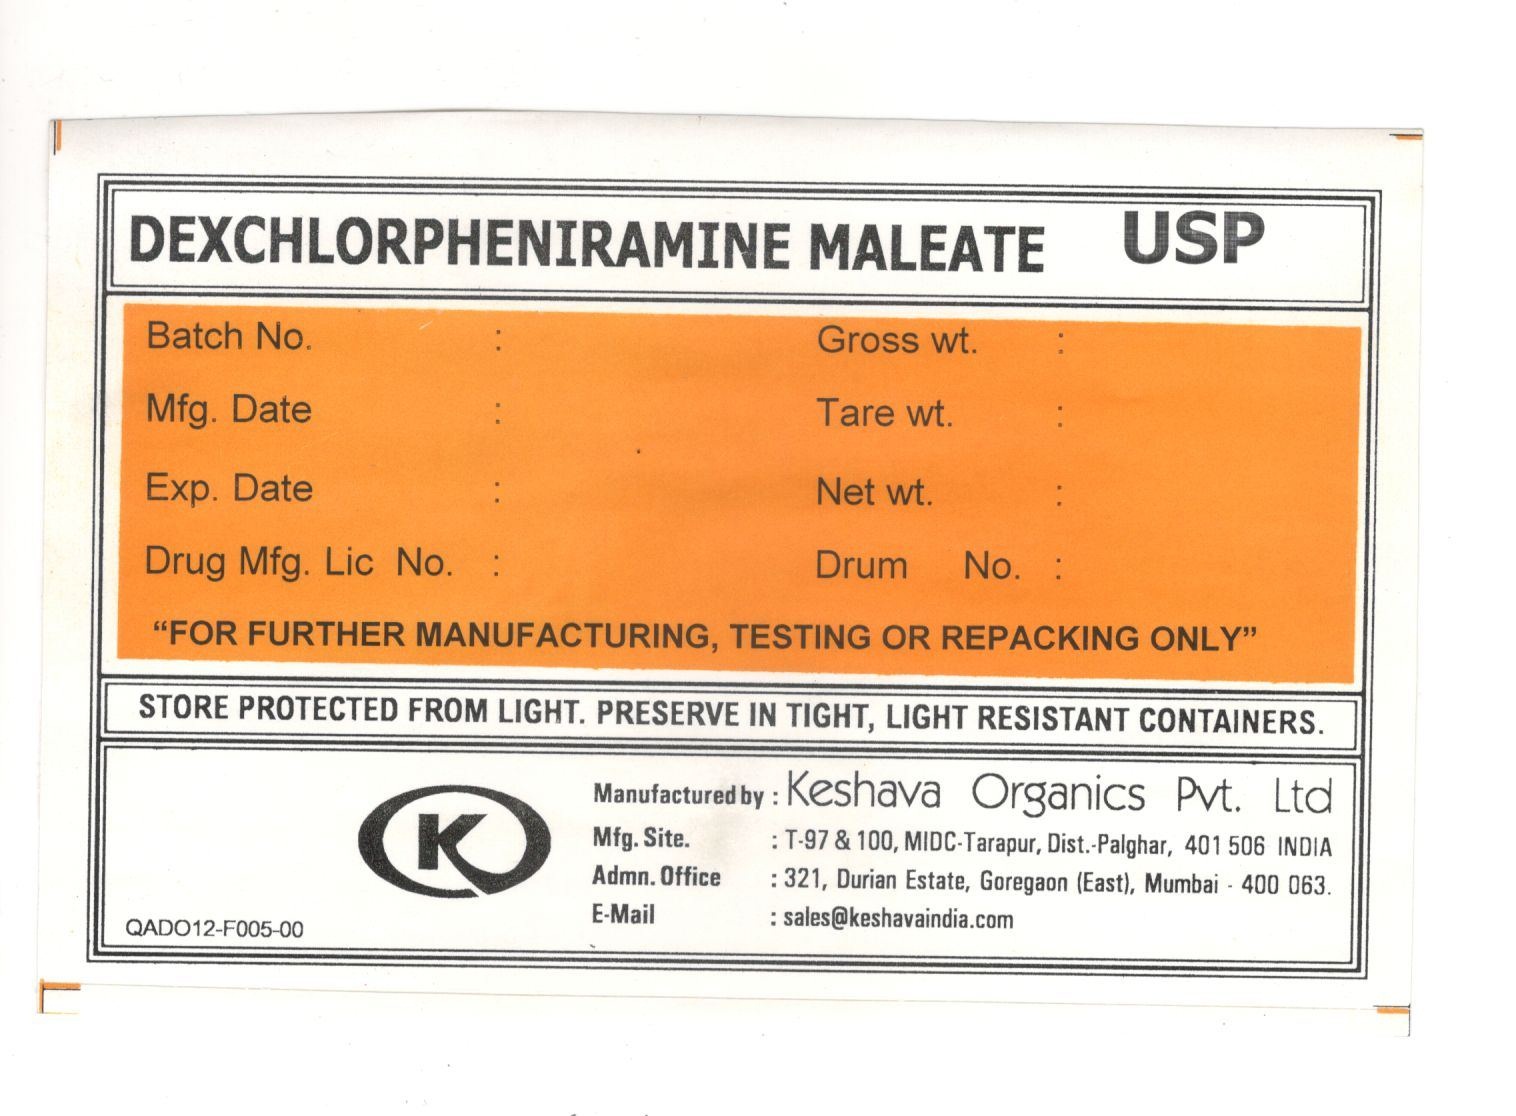 DEXCHLORPHENIRAMINE MALEATE USP
Batch No. : Gross wt. :
Mfg. Date : Tare wt. :
Exp. Date : Net wt. :
Drug Mfg. Lic No. : Drum No. :
“FOR FURTHER MANUFACTURING, TESTING OR REPACKING ONLY”
STORE PROTECTED FROM LIGHT. PRESERVE IN TIGHT, LIGHT RESISTANT CONTAINERS.
K
Manufactured by : Keshava Organics Pvt. Ltd
Mfg. Site. : T-97 & 100, MIDC-Tarapur, Dist.-Palghar, 401 506 INDIA
Admn. Office : 321, Durian Estate, Goregaon (East), Mumbai - 400 063.
E-Mail : sales@keshavaindia.com
QADO12-F005-00